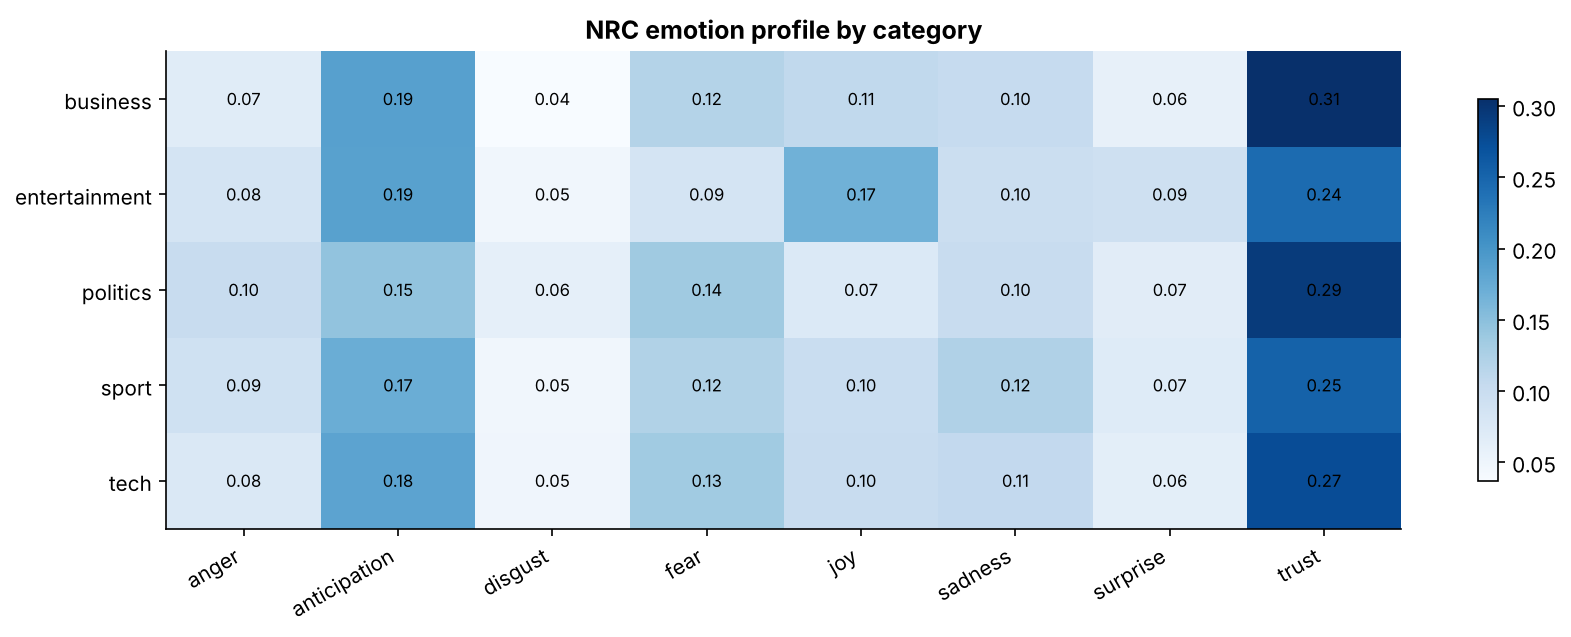 NRC emotion profile by category
business 0.07 0.19 0.04 0.12 0.11 0.10 0.06 0.31
entertainment 0.08 0.19 0.05 0.09 0.17 0.10 0.09 0.24
politics 0.10 0.15 0.06 0.14 0.07 0.10 0.07 0.29
sport 0.09 0.17 0.05 0.12 0.10 0.12 0.07 0.25
tech 0.08 0.18 0.05 0.13 0.10 0.11 0.06 0.27
anger anticipation disgust fear joy sadness surprise trust
0.30
0.25
0.20
0.15
0.10
0.05